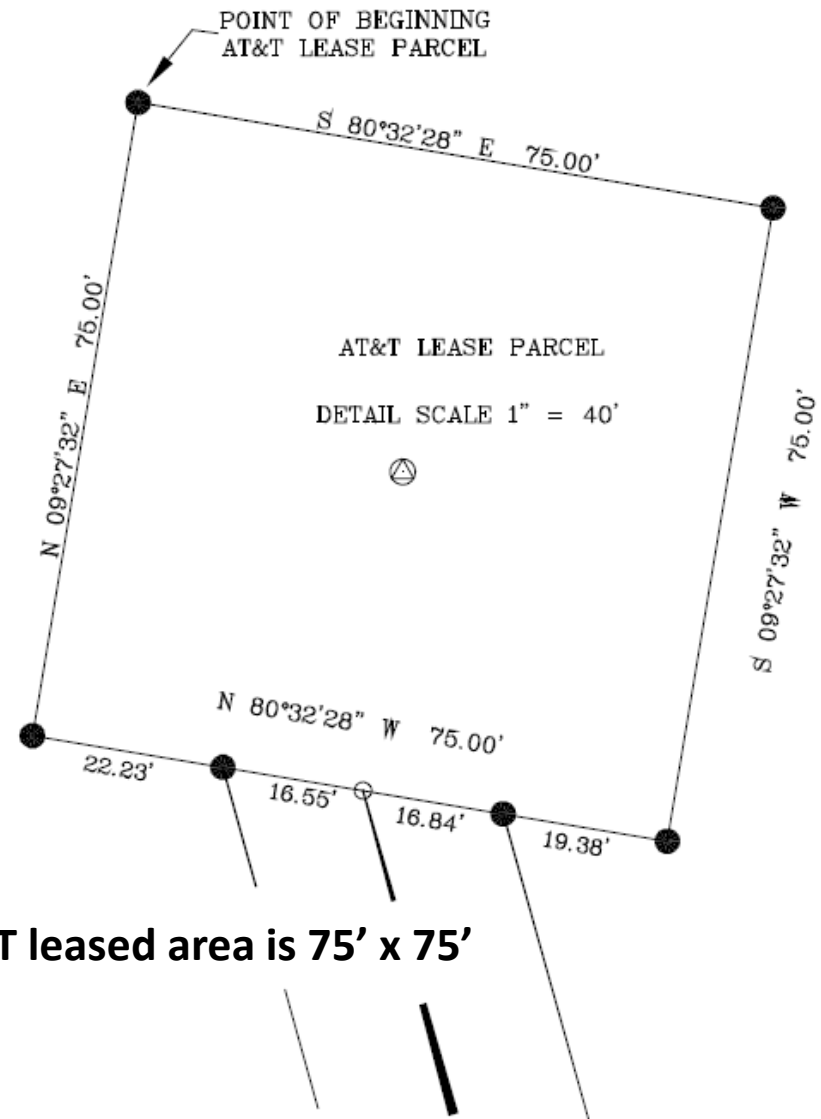 POINT OF BEGINNING
AT&T LEASE PARCEL
S 80°32'28" E 75.00'
N 09°27'32" E 75.00'
AT&T LEASE PARCEL
DETAIL SCALE 1" = 40'
S 09°27'32" W 75.00'
N 80°32'28" W 75.00'
22.23'
16.55'
16.84'
19.38'
T leased area is 75’ x 75’